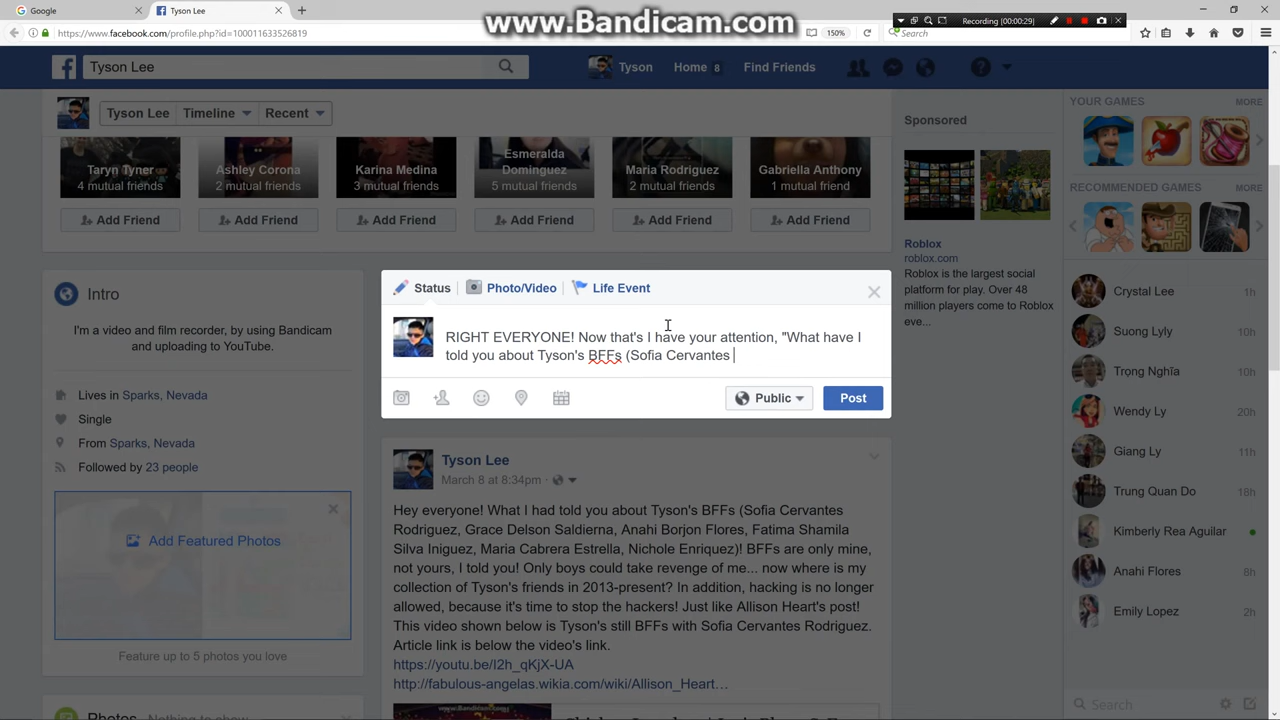 www.Bandicam.com
Google
Tyson Lee
Recording [00:00:29]
https://www.facebook.com/profile.php?id=100011633526819
150%
Search
Tyson Lee
Tyson
Home 8
Find Friends
Tyson Lee
Timeline
Recent
Taryn Tyner
4 mutual friends
Add Friend
Ashley Corona
2 mutual friends
Add Friend
Karina Medina
3 mutual friends
Add Friend
Esmeralda
Dominguez
5 mutual friends
Add Friend
Maria Rodriguez
2 mutual friends
Add Friend
Gabriella Anthony
1 mutual friend
Add Friend
Intro
I'm a video and film recorder, by using Bandicam
and uploading to YouTube.
Lives in Sparks, Nevada
Single
From Sparks, Nevada
Followed by 23 people
Add Featured Photos
Feature up to 5 photos you love
Photos
Nothing to show
Status
Photo/Video
Life Event
RIGHT EVERYONE! Now that's I have your attention, "What have I
told you about Tyson's BFFs (Sofia Cervantes
Public
Post
Tyson Lee
March 8 at 8:34pm
Hey everyone! What I had told you about Tyson's BFFs (Sofia Cervantes
Rodriguez, Grace Delson Saldierna, Anahi Borjon Flores, Fatima Shamila
Silva Iniguez, Maria Cabrera Estrella, Nichole Enriquez)! BFFs are only mine,
not yours, I told you! Only boys could take revenge of me... now where is my
collection of Tyson's friends in 2013-present? In addition, hacking is no longer
allowed, because it's time to stop the hackers! Just like Allison Heart's post!
This video shown below is Tyson's still BFFs with Sofia Cervantes Rodriguez.
Article link is below the video's link.
https://youtu.be/I2h_qKjX-UA
http://fabulous-angelas.wikia.com/wiki/Allison_Heart…
Sponsored
Roblox
roblox.com
Roblox is the largest social
platform for play. Over 48
million players come to Roblox
eve...
YOUR GAMES
MORE
RECOMMENDED GAMES
MORE
Crystal Lee
1h
Suong Lyly
Trọng Nghĩa
Wendy Ly
20h
Giang Ly
11h
Trung Quan Do
18h
Kimberly Rea Aguilar
Anahi Flores
8h
Emily Lopez
2h
Search